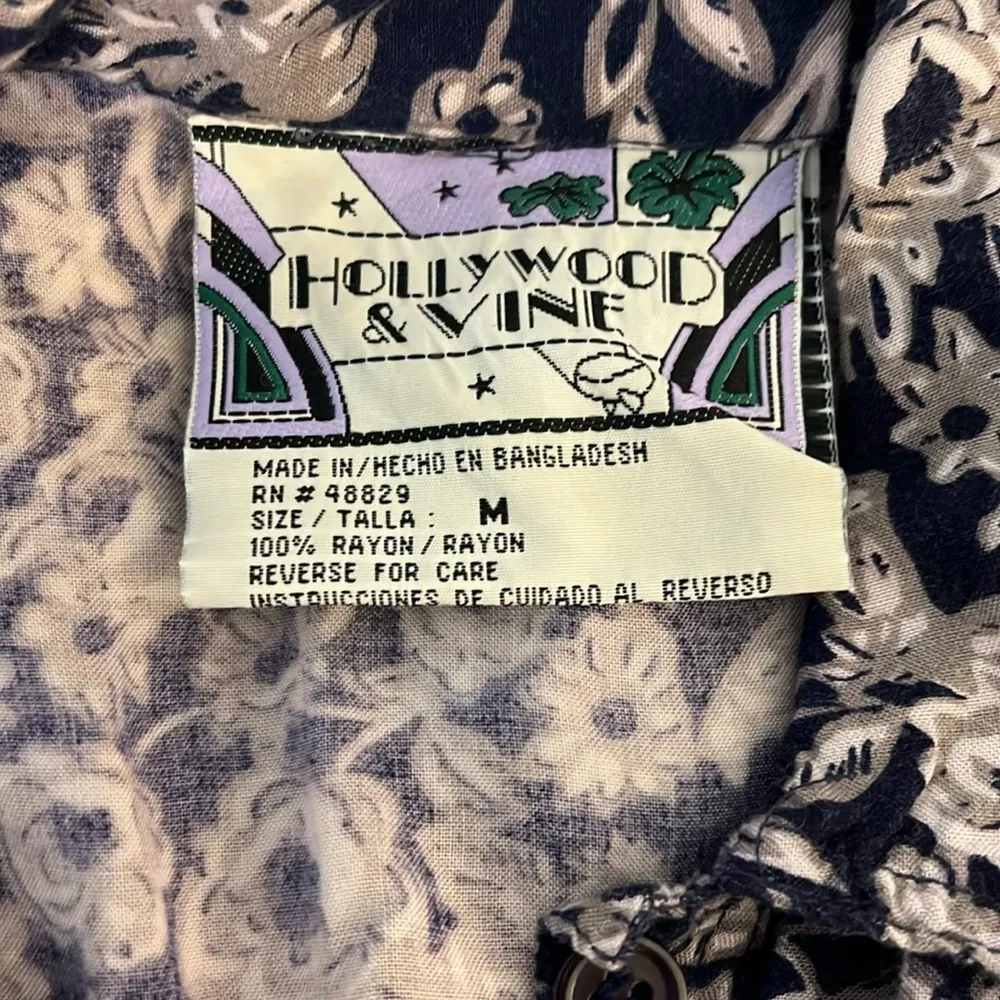 HOLLYWOOD
& VINE
MADE IN/HECHO EN BANGLADESH
RN # 48829
SIZE / TALLA : M
100% RAYON / RAYON
REVERSE FOR CARE
INSTRUCCIONES DE CUIDADO AL REVERSO